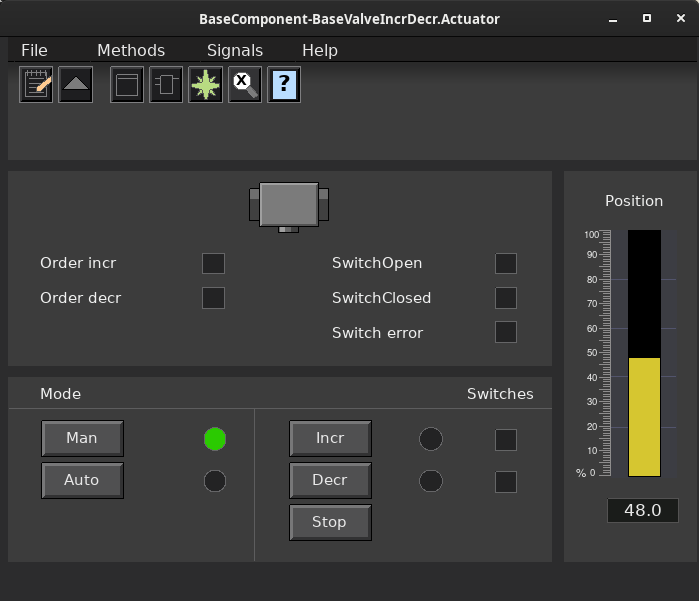 BaseComponent-BaseValveIncrDecr.Actuator
File Methods Signals Help
X ?
Position
Order incr SwitchOpen
Order decr SwitchClosed
Switch error
100
90
80
70
60
50
40
30
20
10
% 0
48.0
Mode Switches
Man Incr
Auto Decr
Stop